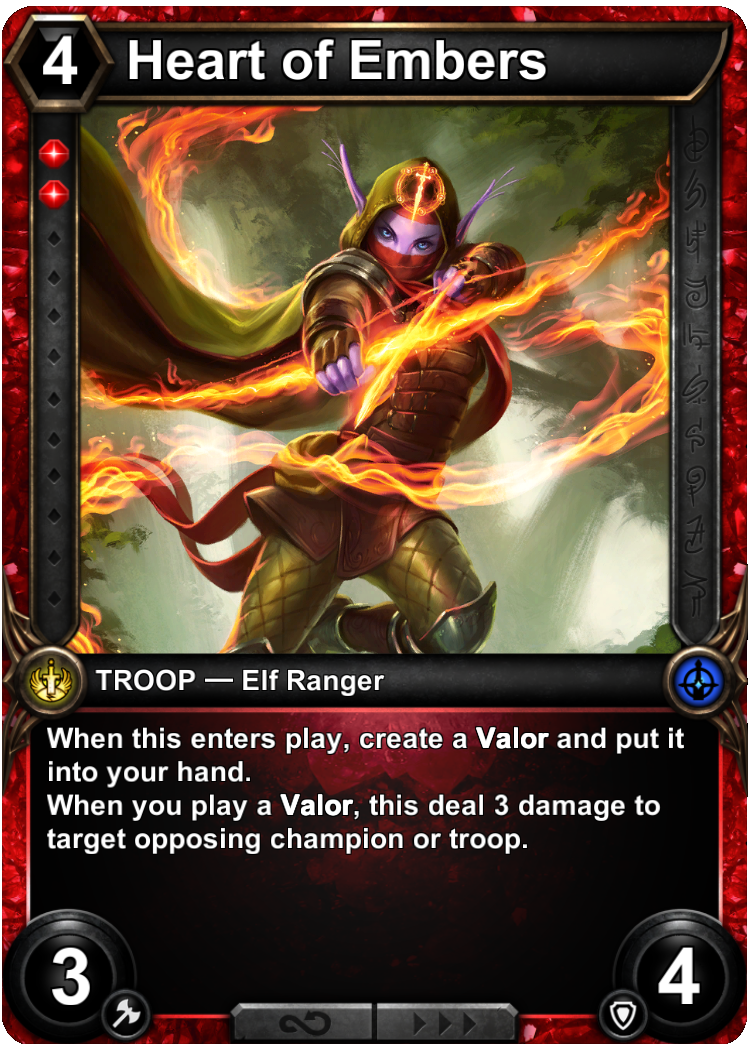 4
Heart of Embers
TROOP — Elf Ranger
When this enters play, create a Valor and put it
into your hand.
When you play a Valor, this deal 3 damage to
target opposing champion or troop.
3
4